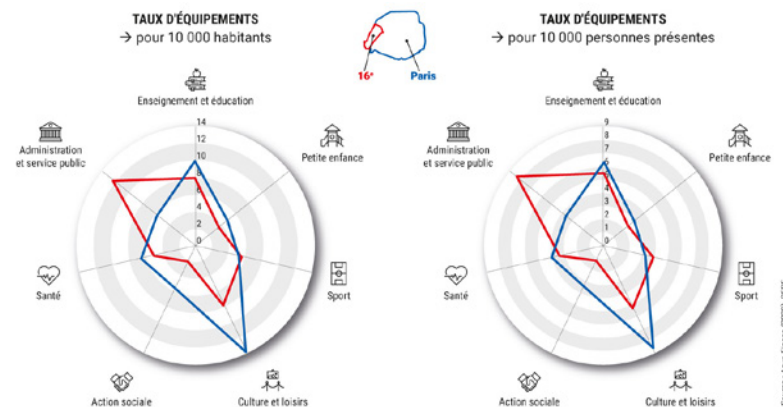 TAUX D'ÉQUIPEMENTS
→ pour 10 000 habitants
16e
Paris
TAUX D'ÉQUIPEMENTS
→ pour 10 000 personnes présentes
Enseignement et éducation
14
12
10
8
6
4
2
0
Petite enfance
Sport
Culture et loisirs
Action sociale
Santé
Administration
et service public
Enseignement et éducation
9
8
7
6
5
4
3
2
1
0
Petite enfance
Sport
Culture et loisirs
Action sociale
Santé
Administration
et service public